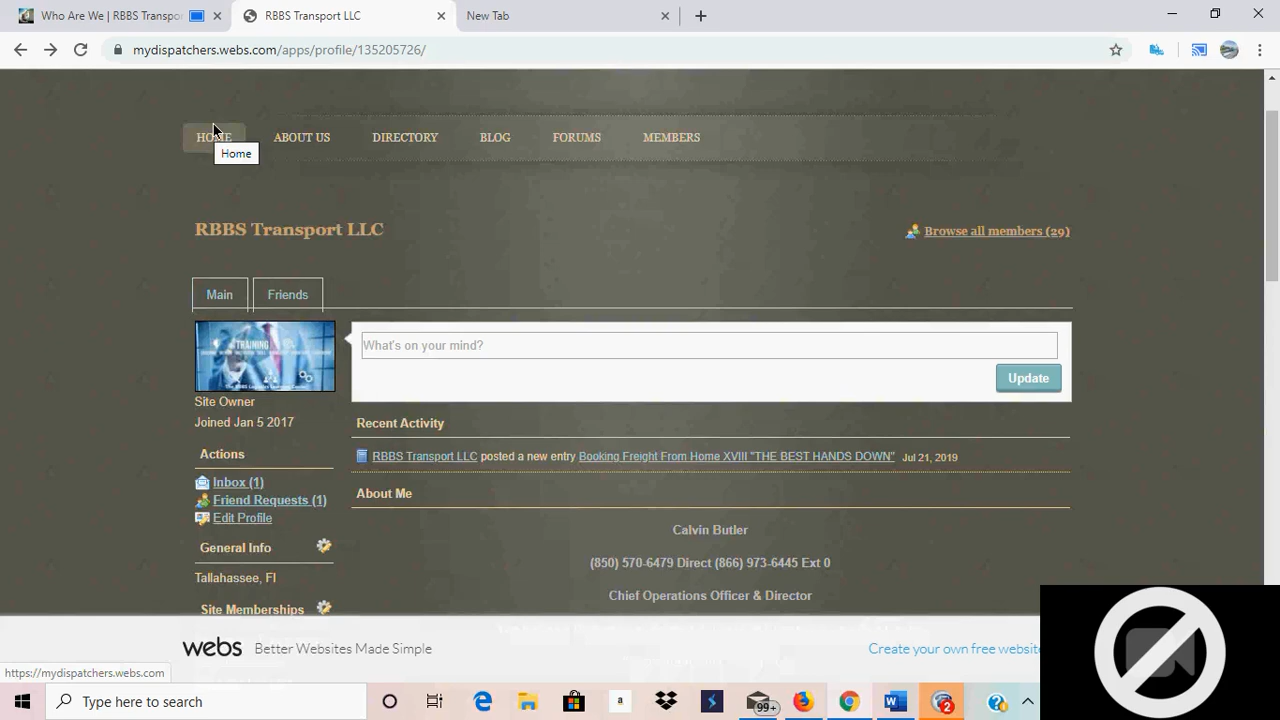 Who Are We | RBBS Transpo
RBBS Transport LLC
New Tab
mydispatchers.webs.com/apps/profile/135205726/
HOME
ABOUT US
DIRECTORY
BLOG
FORUMS
MEMBERS
Home
RBBS Transport LLC
Browse all members (29)
Main
Friends
What's on your mind?
Update
TRAINING
Site Owner
Joined Jan 5 2017
Recent Activity
RBBS Transport LLC posted a new entry Booking Freight From Home XVIII "THE BEST HANDS DOWN" Jul 21, 2019
Actions
Inbox (1)
Friend Requests (1)
Edit Profile
About Me
Calvin Butler
(850) 570-6479 Direct (866) 973-6445 Ext 0
Chief Operations Officer & Director
General Info
Tallahassee, Fl
Site Memberships
webs Better Websites Made Simple
Create your own free website
https://mydispatchers.webs.com
Type here to search
a
99+
2